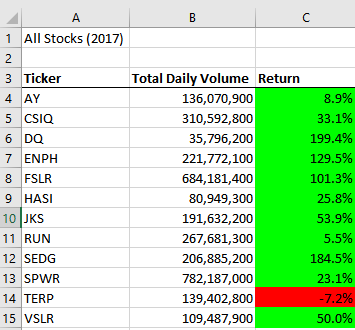 A B C
1 All Stocks (2017)
2
3 Ticker Total Daily Volume Return
4 AY 136,070,900 8.9%
5 CSIQ 310,592,800 33.1%
6 DQ 35,796,200 199.4%
7 ENPH 221,772,100 129.5%
8 FSLR 684,181,400 101.3%
9 HASI 80,949,300 25.8%
10 JKS 191,632,200 53.9%
11 RUN 267,681,300 5.5%
12 SEDG 206,885,200 184.5%
13 SPWR 782,187,000 23.1%
14 TERP 139,402,800 -7.2%
15 VSLR 109,487,900 50.0%